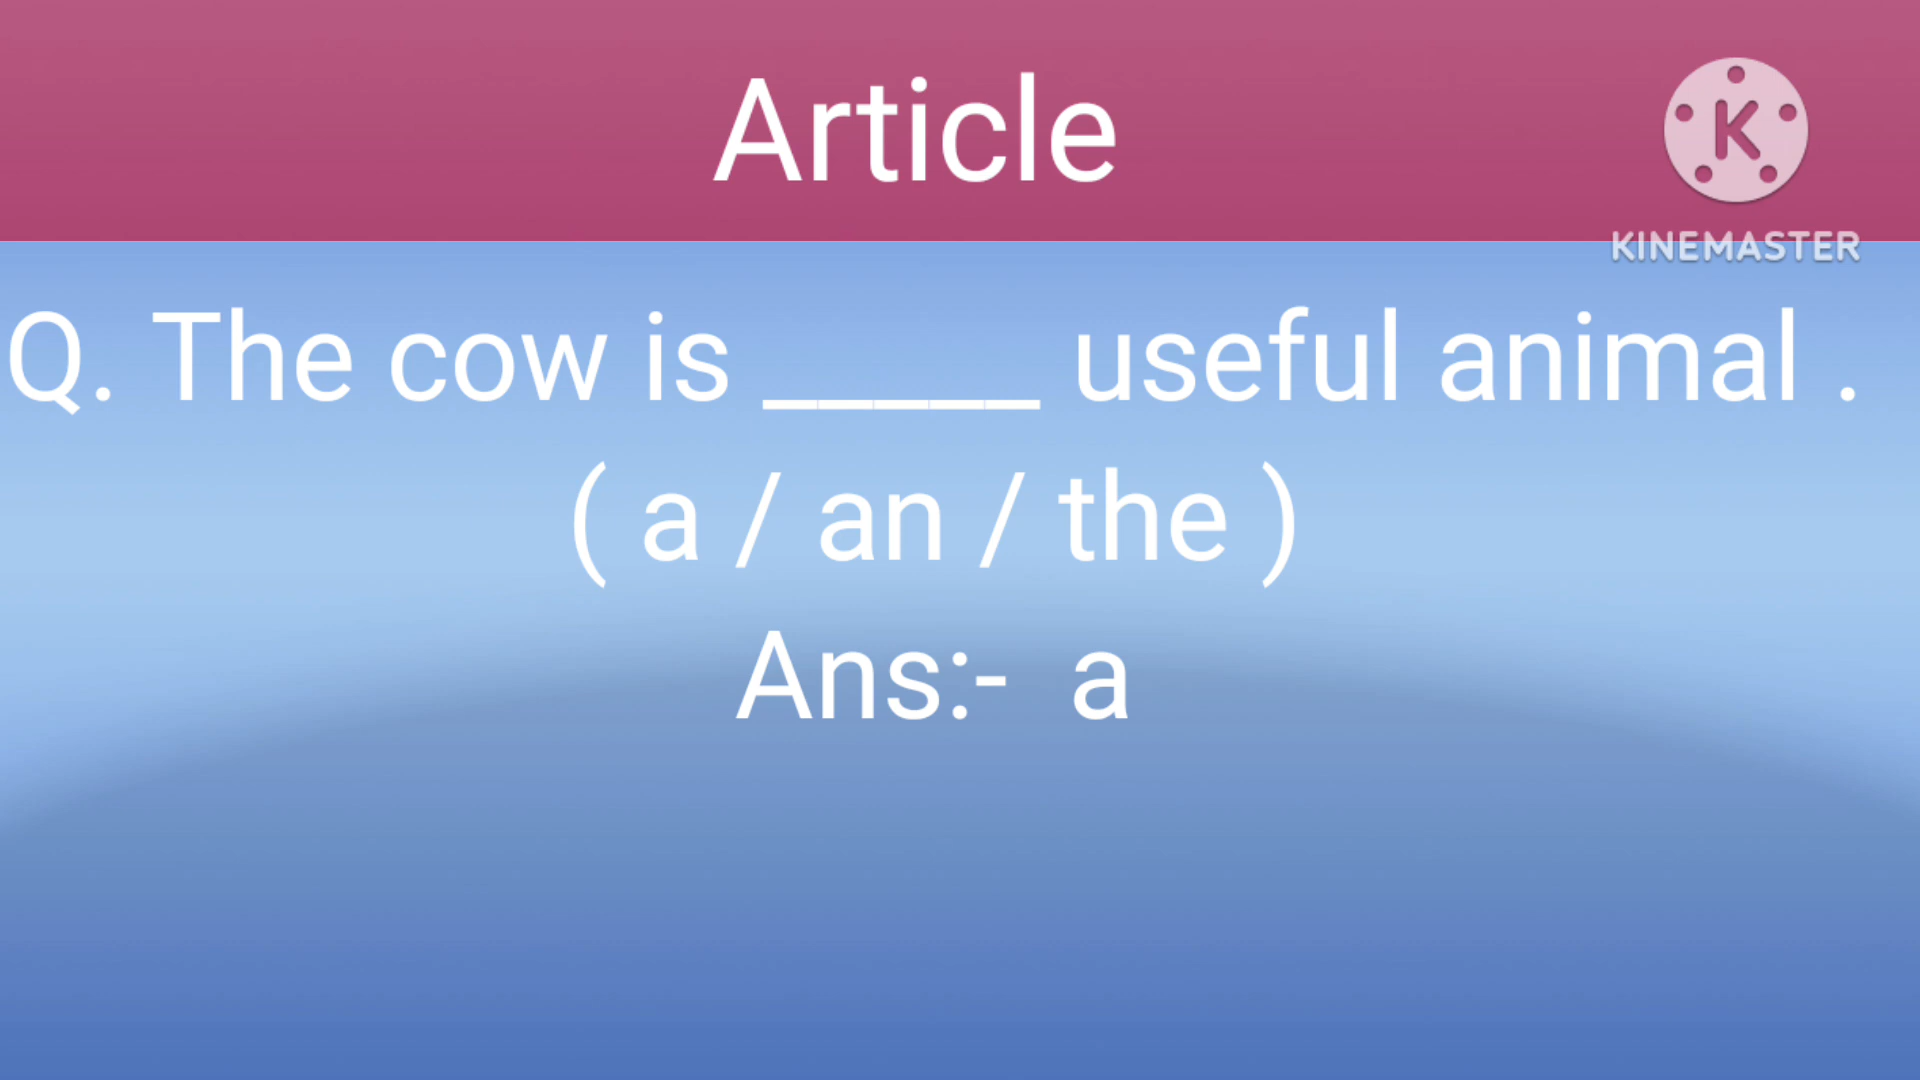 Article
K
KINEMASTER
Q. The cow is _____ useful animal .
( a / an / the )
Ans:- a